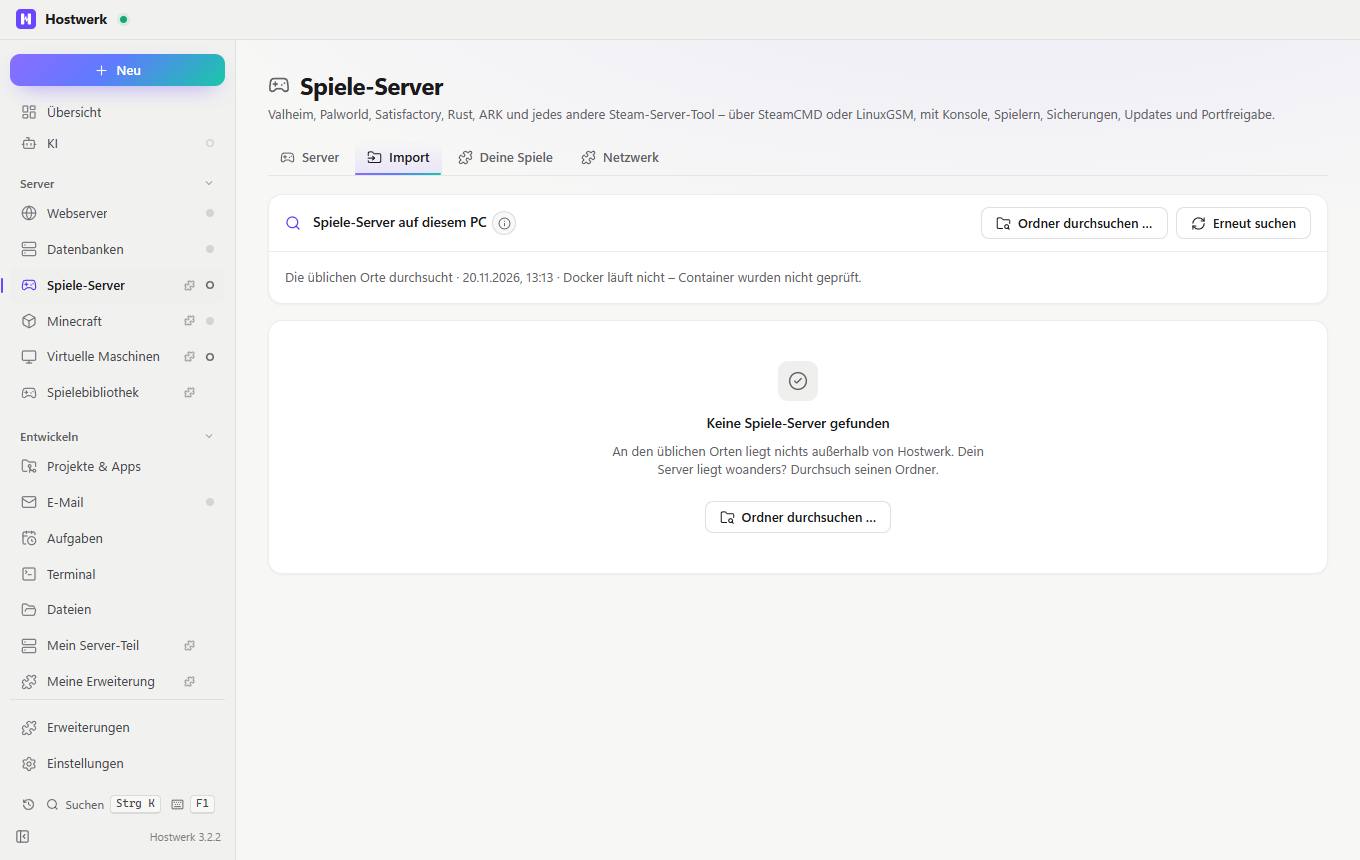 Hostwerk
Neu
Übersicht
KI
Server
Webserver
Datenbanken
Spiele-Server
Minecraft
Virtuelle Maschinen
Spielebibliothek
Entwickeln
Projekte & Apps
E-Mail
Aufgaben
Terminal
Dateien
Mein Server-Teil
Meine Erweiterung
Erweiterungen
Einstellungen
Suchen Strg K F1
Hostwerk 3.2.2
Spiele-Server
Valheim, Palworld, Satisfactory, Rust, ARK und jedes andere Steam-Server-Tool – über SteamCMD oder LinuxGSM, mit Konsole, Spielern, Sicherungen, Updates und Portfreigabe.
Server Import Deine Spiele Netzwerk
Spiele-Server auf diesem PC Ordner durchsuchen ... Erneut suchen
Die üblichen Orte durchsucht · 20.11.2026, 13:13 · Docker läuft nicht – Container wurden nicht geprüft.
Keine Spiele-Server gefunden
An den üblichen Orten liegt nichts außerhalb von Hostwerk. Dein
Server liegt woanders? Durchsuch seinen Ordner.
Ordner durchsuchen ...